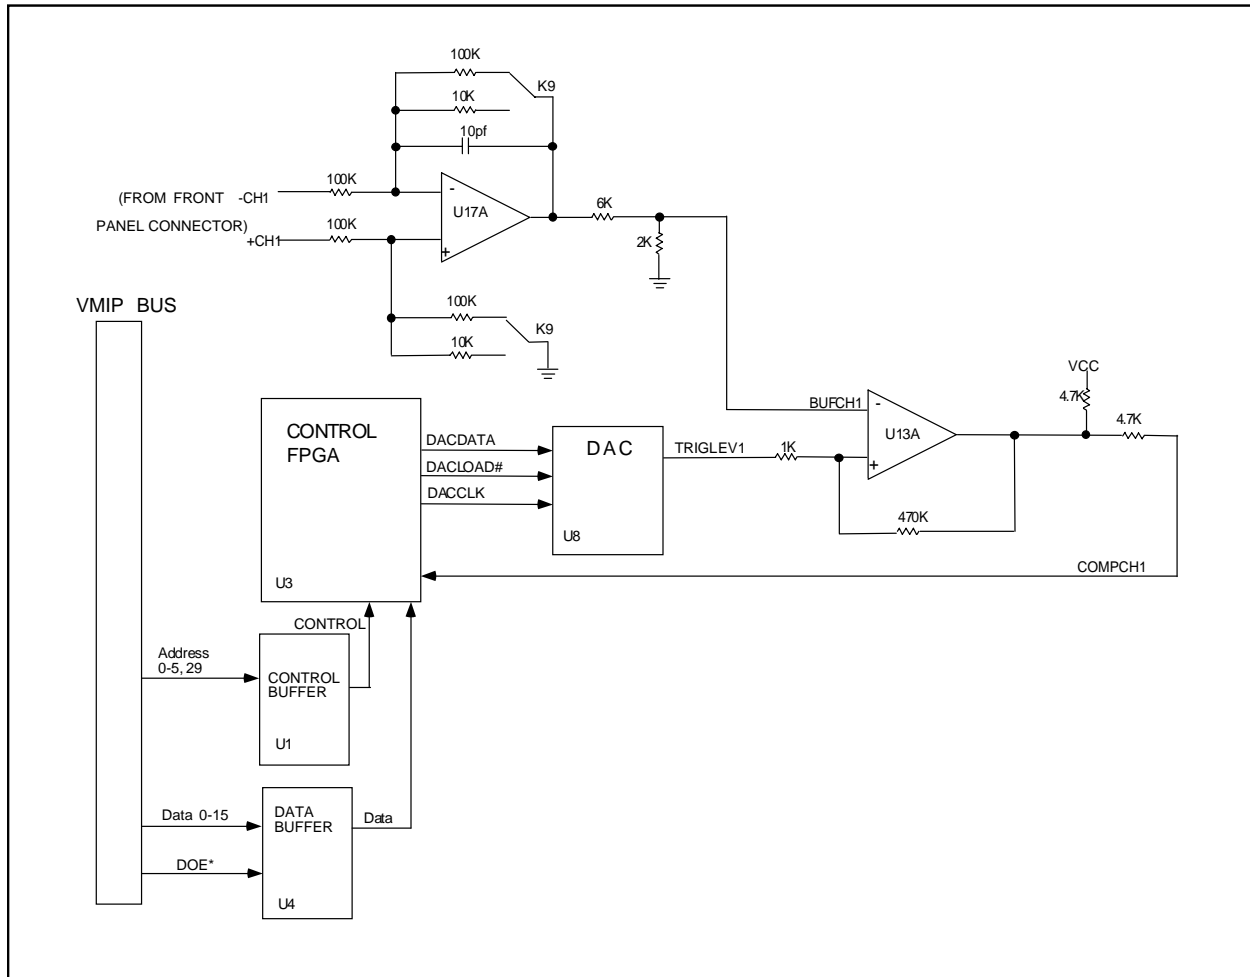 100K
K9
10K
10pf
(FROM FRONT -CH1
PANEL CONNECTOR)
+CH1
100K
100K
-
+
U17A
6K
2K
100K
K9
10K
VMIP BUS
CONTROL
FPGA
U3
DACDATA
DACLOAD#
DACCLK
DAC
U8
TRIGLEV1
1K
BUFCH1
-
+
U13A
470K
VCC
4.7K
4.7K
COMPCH1
CONTROL
Address
0-5, 29
CONTROL
BUFFER
U1
Data 0-15
DOE*
DATA
BUFFER
U4
Data